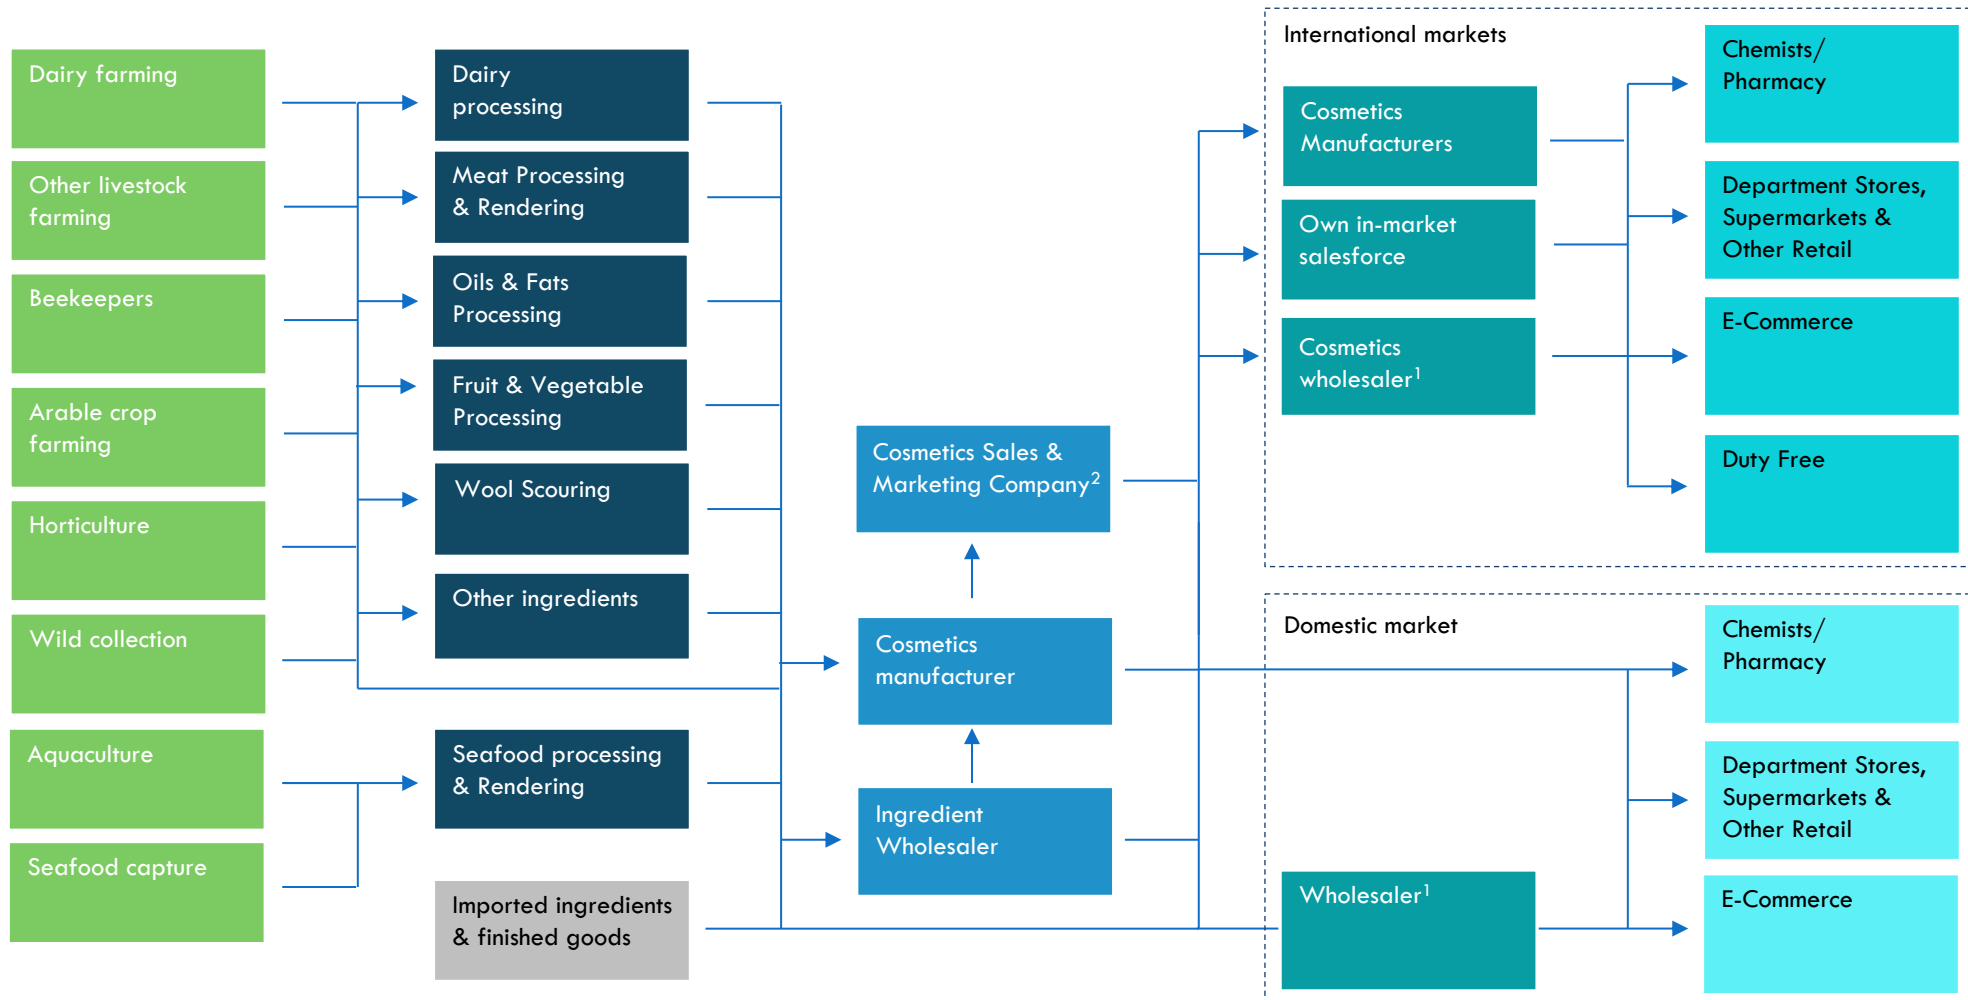 Dairy farming
Other livestock
farming
Beekeepers
Arable crop
farming
Horticulture
Wild collection
Aquaculture
Seafood capture
Dairy
processing
Meat Processing
& Rendering
Oils & Fats
Processing
Fruit & Vegetable
Processing
Wool Scouring
Other ingredients
Seafood processing
& Rendering
Imported ingredients
& finished goods
Cosmetics Sales &
Marketing Company²
Cosmetics
manufacturer
Ingredient
Wholesaler
International markets
Cosmetics
Manufacturers
Own in-market
salesforce
Cosmetics
wholesaler¹
Chemists/
Pharmacy
Department Stores,
Supermarkets &
Other Retail
E-Commerce
Duty Free
Domestic market
Wholesaler¹
Chemists/
Pharmacy
Department Stores,
Supermarkets &
Other Retail
E-Commerce